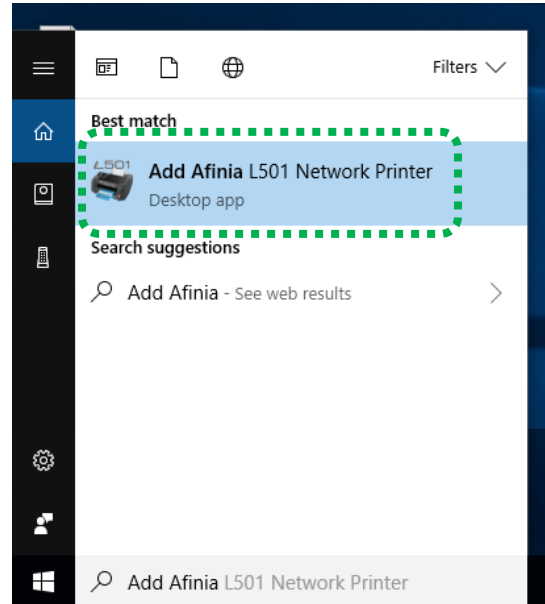 Filters
Best match
L501
Add Afinia L501 Network Printer
Desktop app
Search suggestions
Add Afinia - See web results
Add Afinia L501 Network Printer